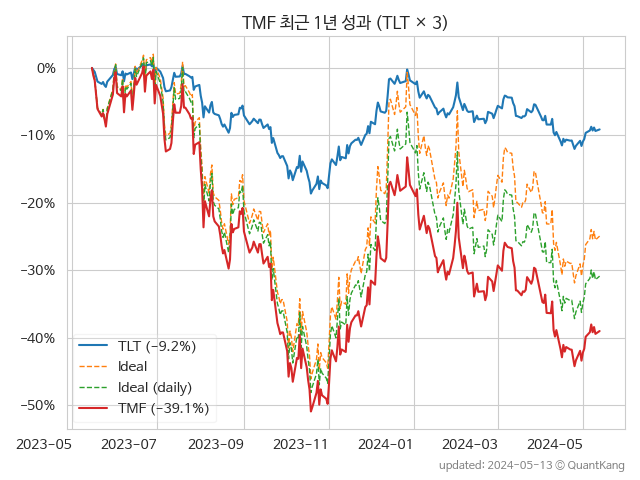 TMF 최근 1년 성과 (TLT × 3)
0%
−10%
−20%
−30%
−40%
−50%
TLT (−9.2%)
Ideal
Ideal (daily)
TMF (−39.1%)
2023-05 2023-07 2023-09 2023-11 2024-01 2024-03 2024-05
updated: 2024-05-13 ⓒ QuantKang